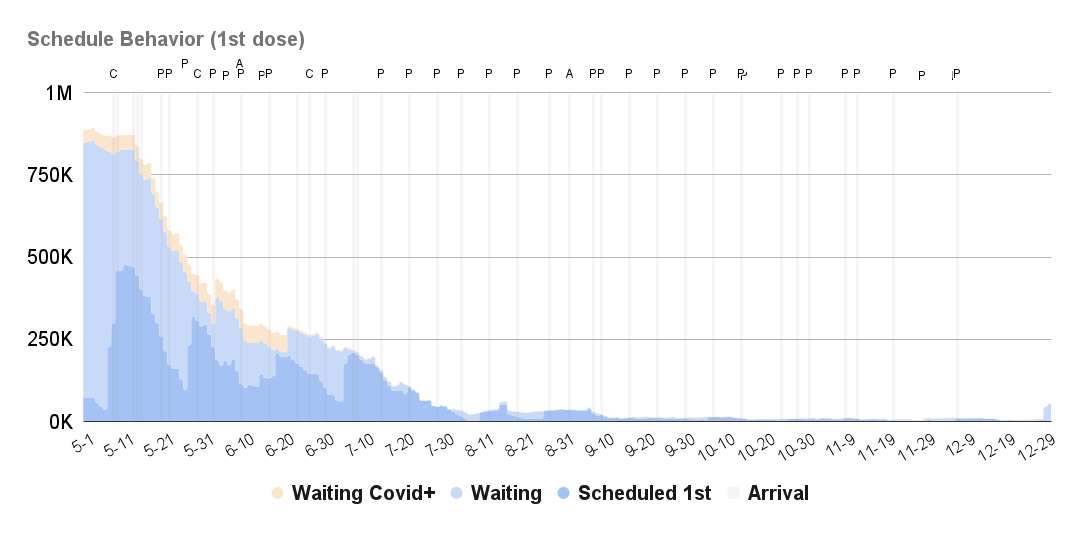 Schedule Behavior (1st dose)
C PP P C P P A P PP C P P P P P P P P A PP P P P P P P PP P P P P P P
1M
750K
500K
250K
0K
5-1 5-11 5-21 5-31 6-10 6-20 6-30 7-10 7-20 7-30 8-11 8-21 8-31 9-10 9-20 9-30 10-10 10-20 10-30 11-9 11-19 11-29 12-9 12-19 12-29
Waiting Covid+ Waiting Scheduled 1st Arrival